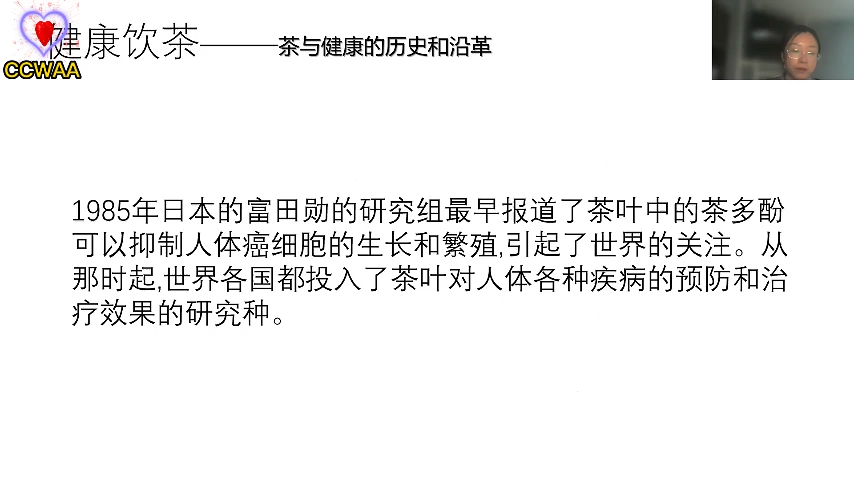 健康饮茶———茶与健康的历史和沿革
CCWAA
1985年日本的富田勋的研究组最早报道了茶叶中的茶多酚
可以抑制人体癌细胞的生长和繁殖,引起了世界的关注。从
那时起,世界各国都投入了茶叶对人体各种疾病的预防和治
疗效果的研究种。